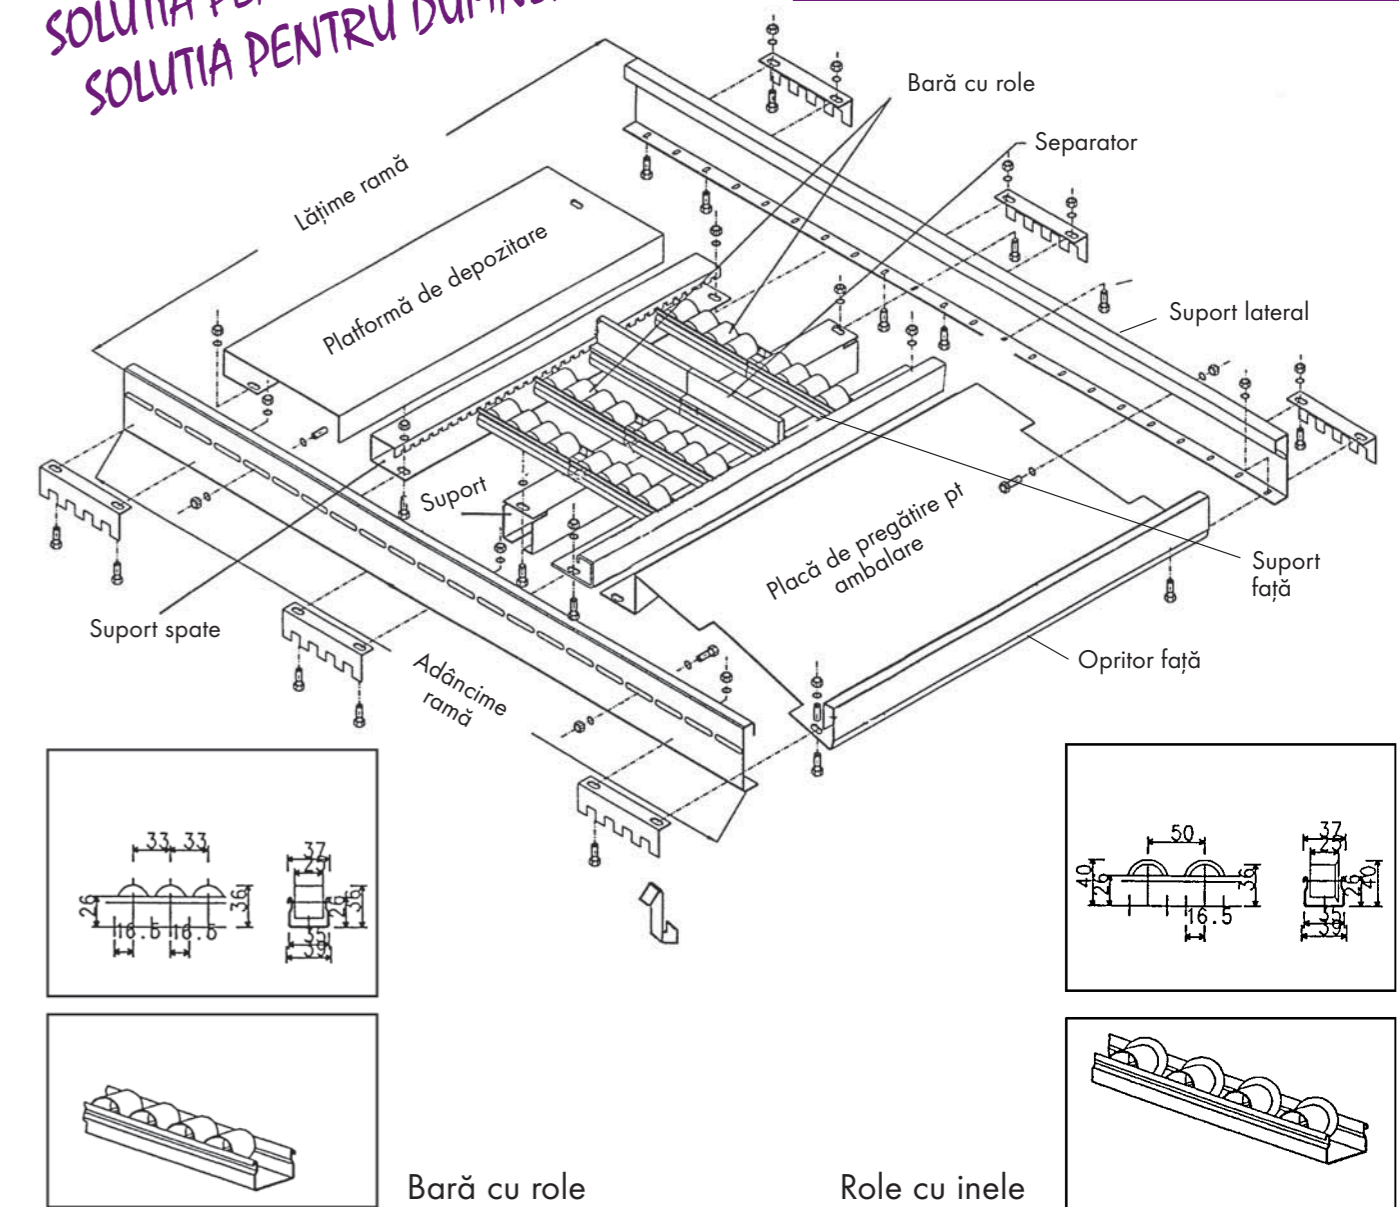 SOLUTIA
SOLUTIA PENTRU
Bară cu role
Separator
Lățime ramă
Platformă de depozitare
Suport lateral
Suport
Placă de pregătire pt
ambalare
Suport
față
Suport spate
Adâncime
ramă
Opritor față
33 33
37
25
26
36
26
36
16.5 16.5
35
39
50
37
25
40
26
36
26
40
16.5
35
39
Bară cu role
Role cu inele